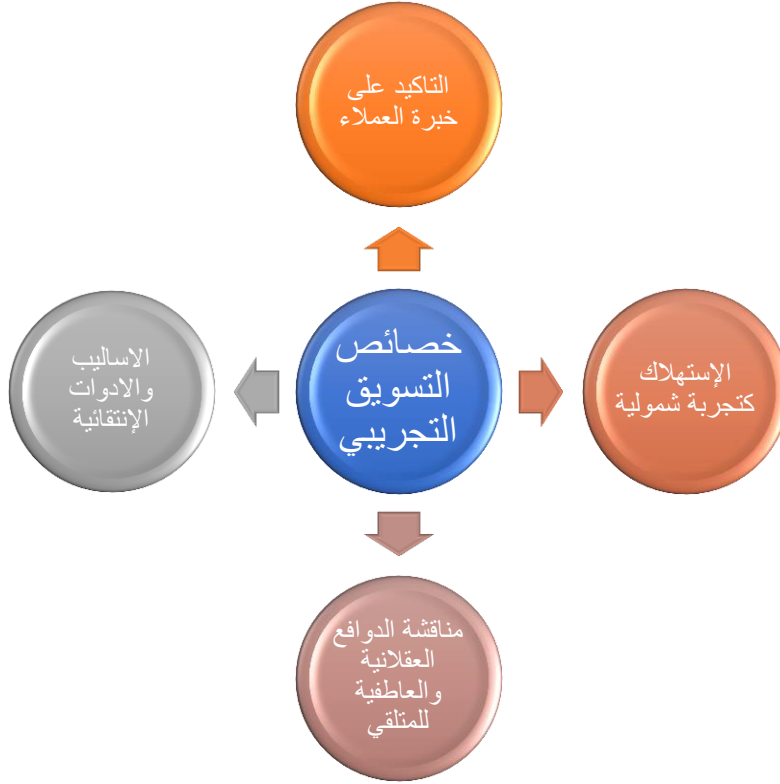 التاكيد على
خبرة العملاء
خصائص
التسويق
التجريبي
الإستهلاك
كتجربة شمولية
الاساليب
والادوات
الإنتقائية
مناقشة الدوافع
العقلانية
والعاطفية
للمتلقي